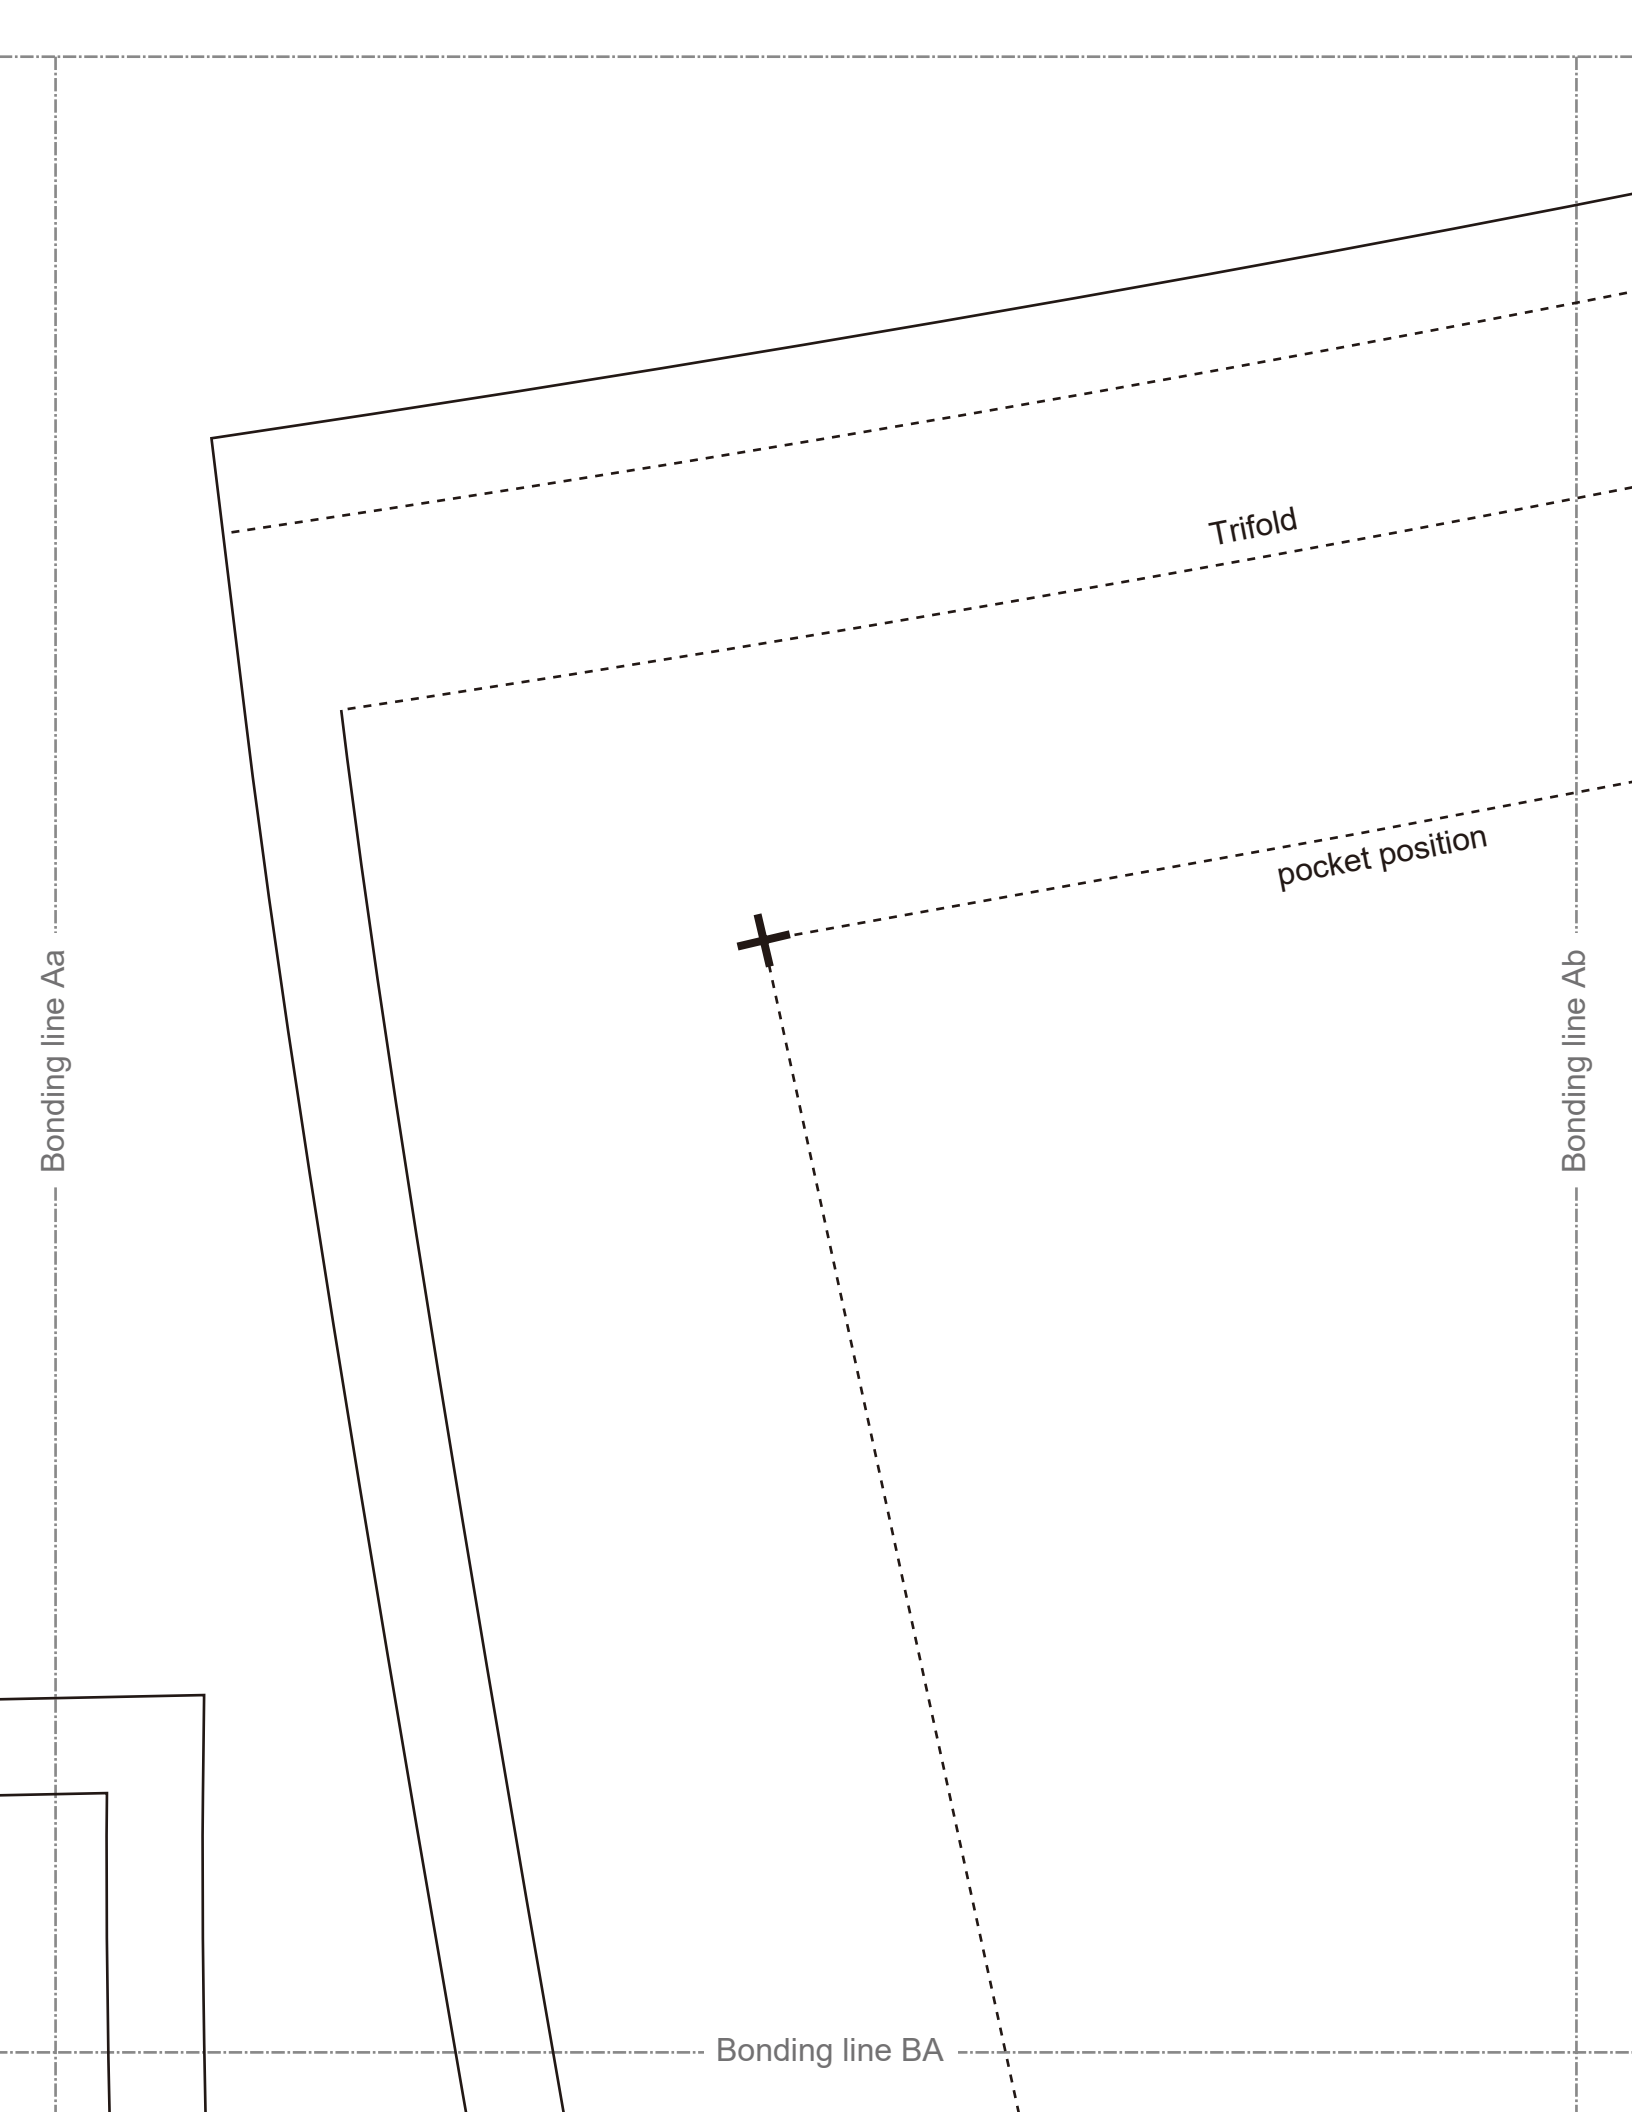 Trifold
pocket position
Bonding line Aa
Bonding line Ab
Bonding line BA